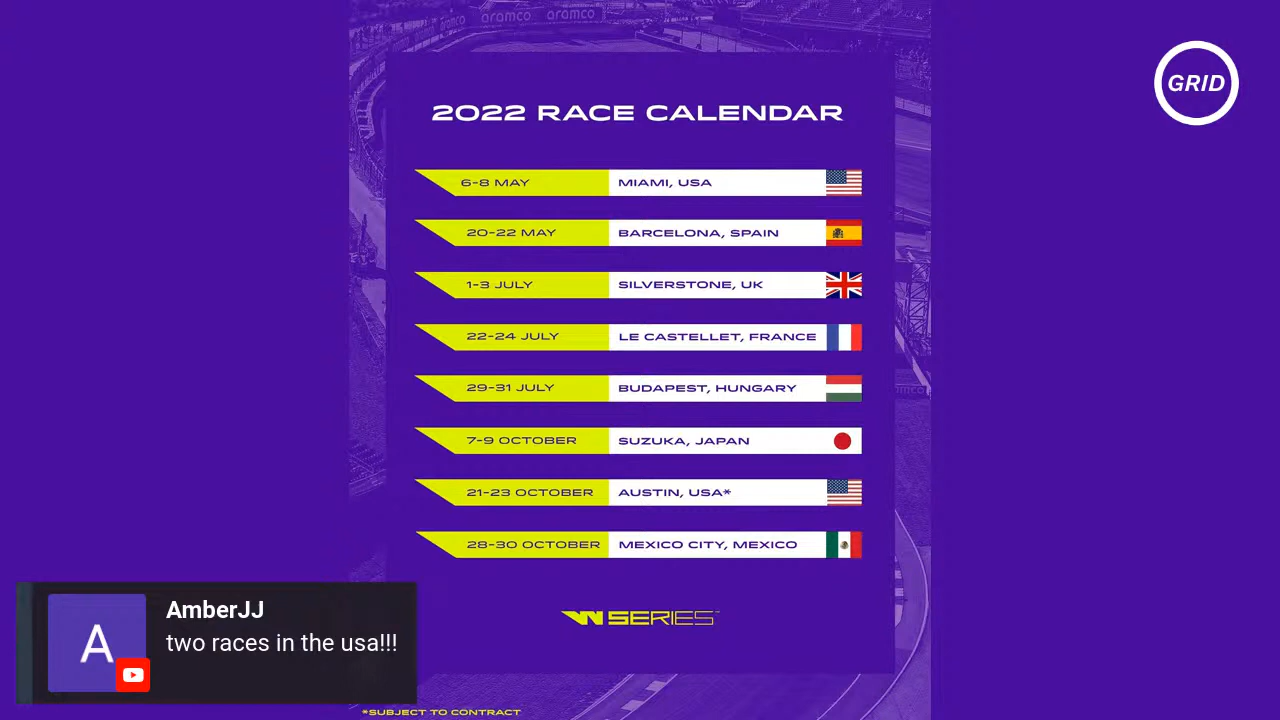 aramco aramco aramco
GRID
2022 RACE CALENDAR
6-8 MAY MIAMI, USA
20-22 MAY BARCELONA, SPAIN
1-3 JULY SILVERSTONE, UK
22-24 JULY LE CASTELLET, FRANCE
29-31 JULY BUDAPEST, HUNGARY
7-9 OCTOBER SUZUKA, JAPAN
21-23 OCTOBER AUSTIN, USA*
28-30 OCTOBER MEXICO CITY, MEXICO
W SERIES
A
AmberJJ
two races in the usa!!!
*SUBJECT TO CONTRACT